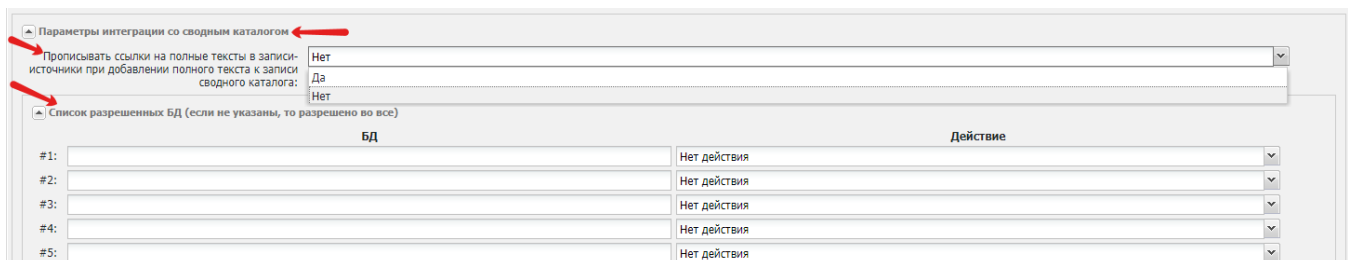 Параметры интеграции со сводным каталогом
Прописывать ссылки на полные тексты в записи-
источники при добавлении полного текста к записи
сводного каталога:
Нет
Да
Нет
Список разрешенных БД (если не указаны, то разрешено во все)
БД Действие
#1: Нет действия
#2: Нет действия
#3: Нет действия
#4: Нет действия
#5: Нет действия